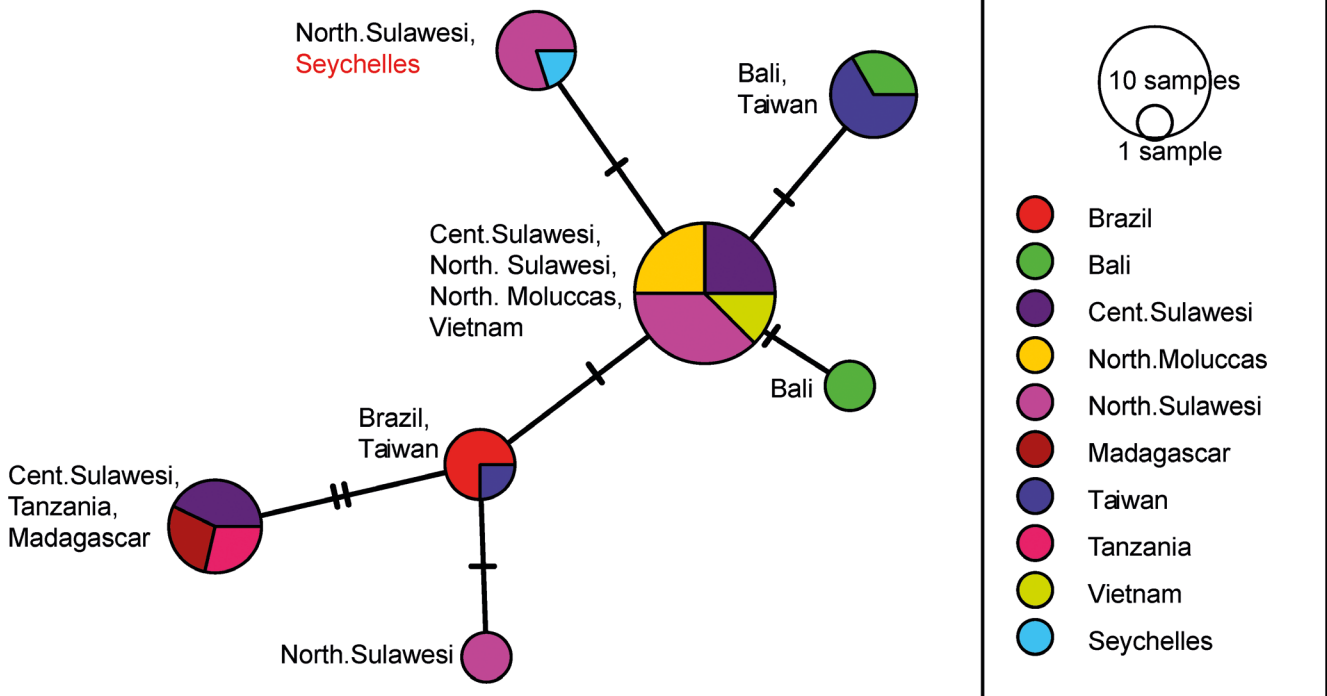 North.Sulawesi,
Seychelles
Bali,
Taiwan
Cent.Sulawesi,
North. Sulawesi,
North. Moluccas,
Vietnam
Bali
Brazil,
Taiwan
Cent.Sulawesi,
Tanzania,
Madagascar
North.Sulawesi
10 samples
1 sample
Brazil
Bali
Cent.Sulawesi
North.Moluccas
North.Sulawesi
Madagascar
Taiwan
Tanzania
Vietnam
Seychelles